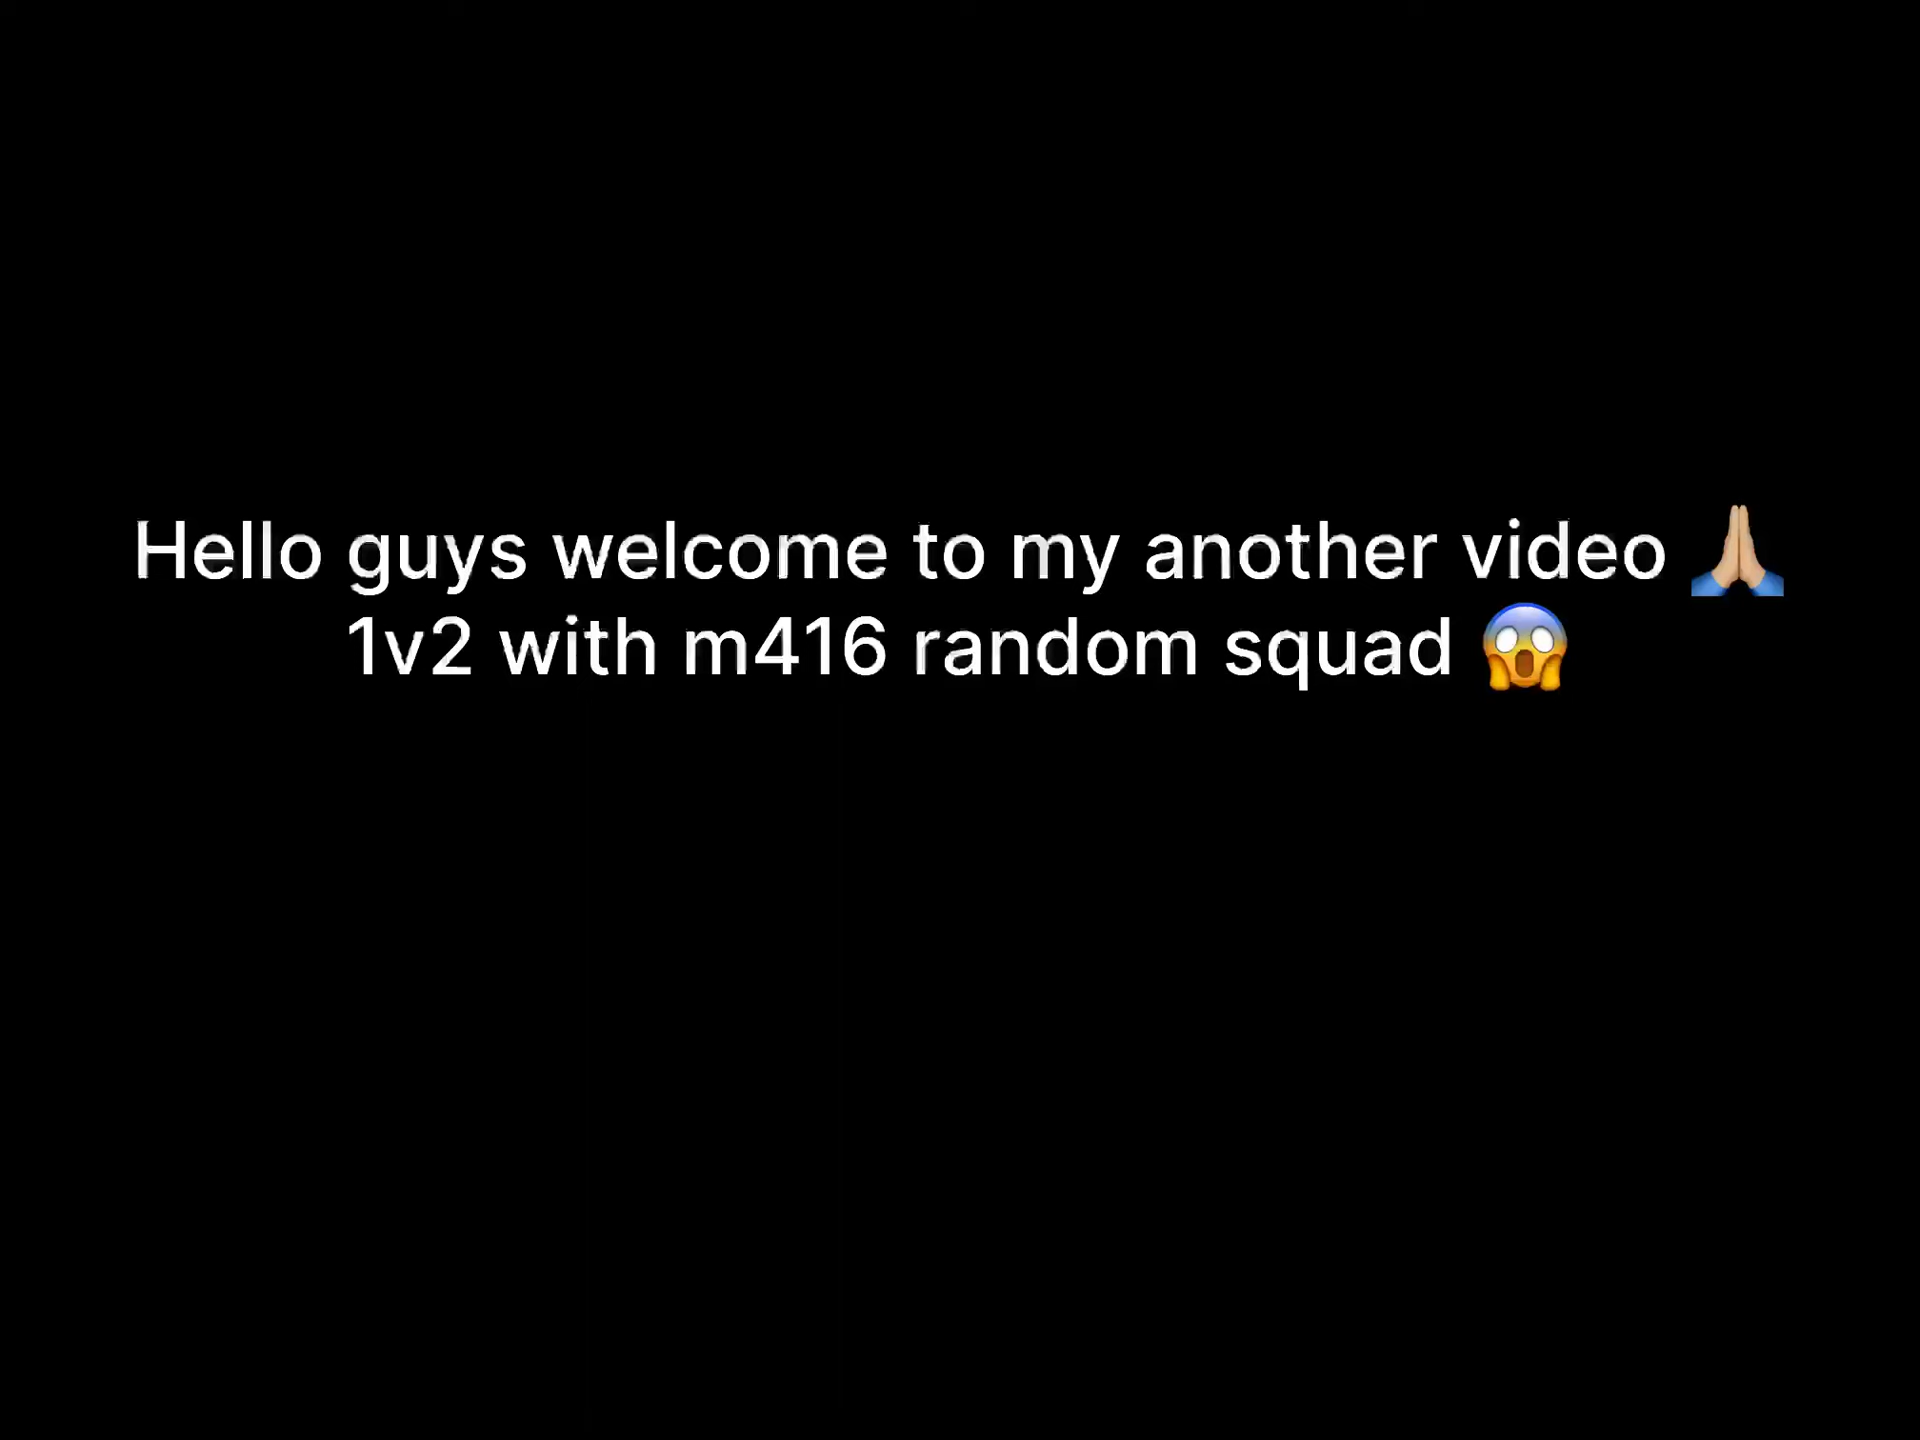 Hello guys welcome to my another video 🙏🏼
1v2 with m416 random squad 😱